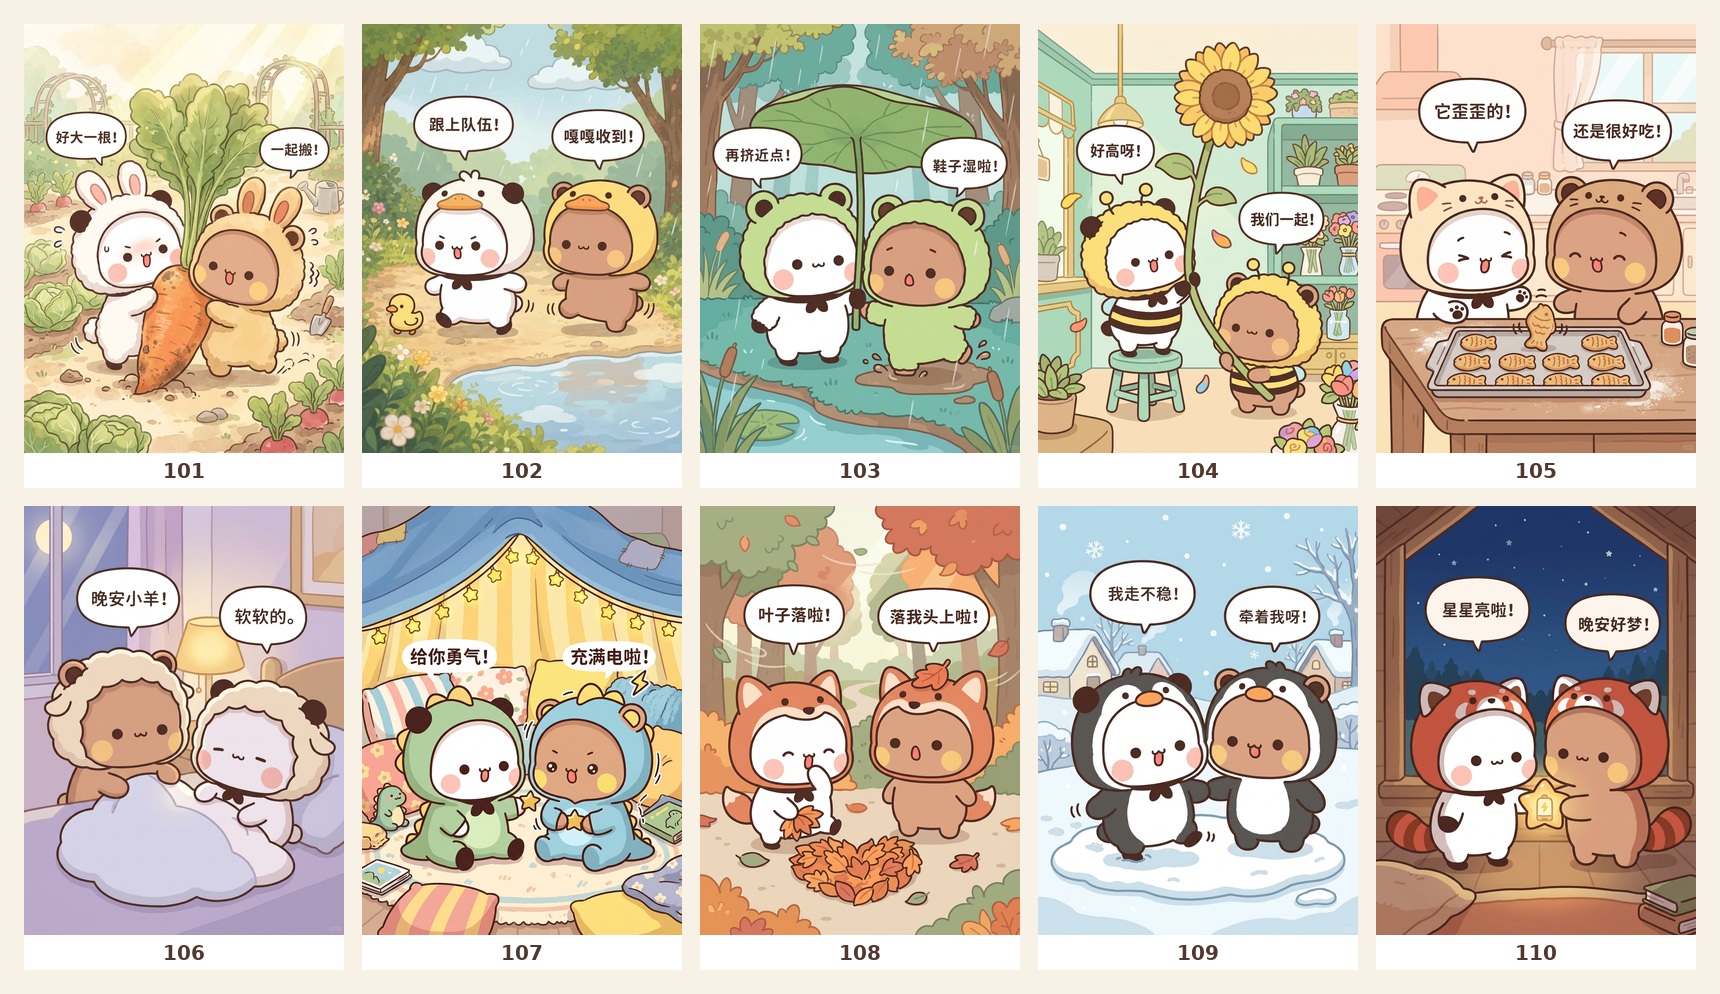 好大一根！
一起搬！
101
跟上队伍！
嘎嘎收到！
102
再挤近点！
鞋子湿啦！
103
好高呀！
我们一起！
104
它歪歪的！
还是很好吃！
105
晚安小羊！
软软的。
106
给你勇气！
充满电啦！
107
叶子落啦！
落我头上啦！
108
我走不稳！
牵着我呀！
109
星星亮啦！
晚安好梦！
110